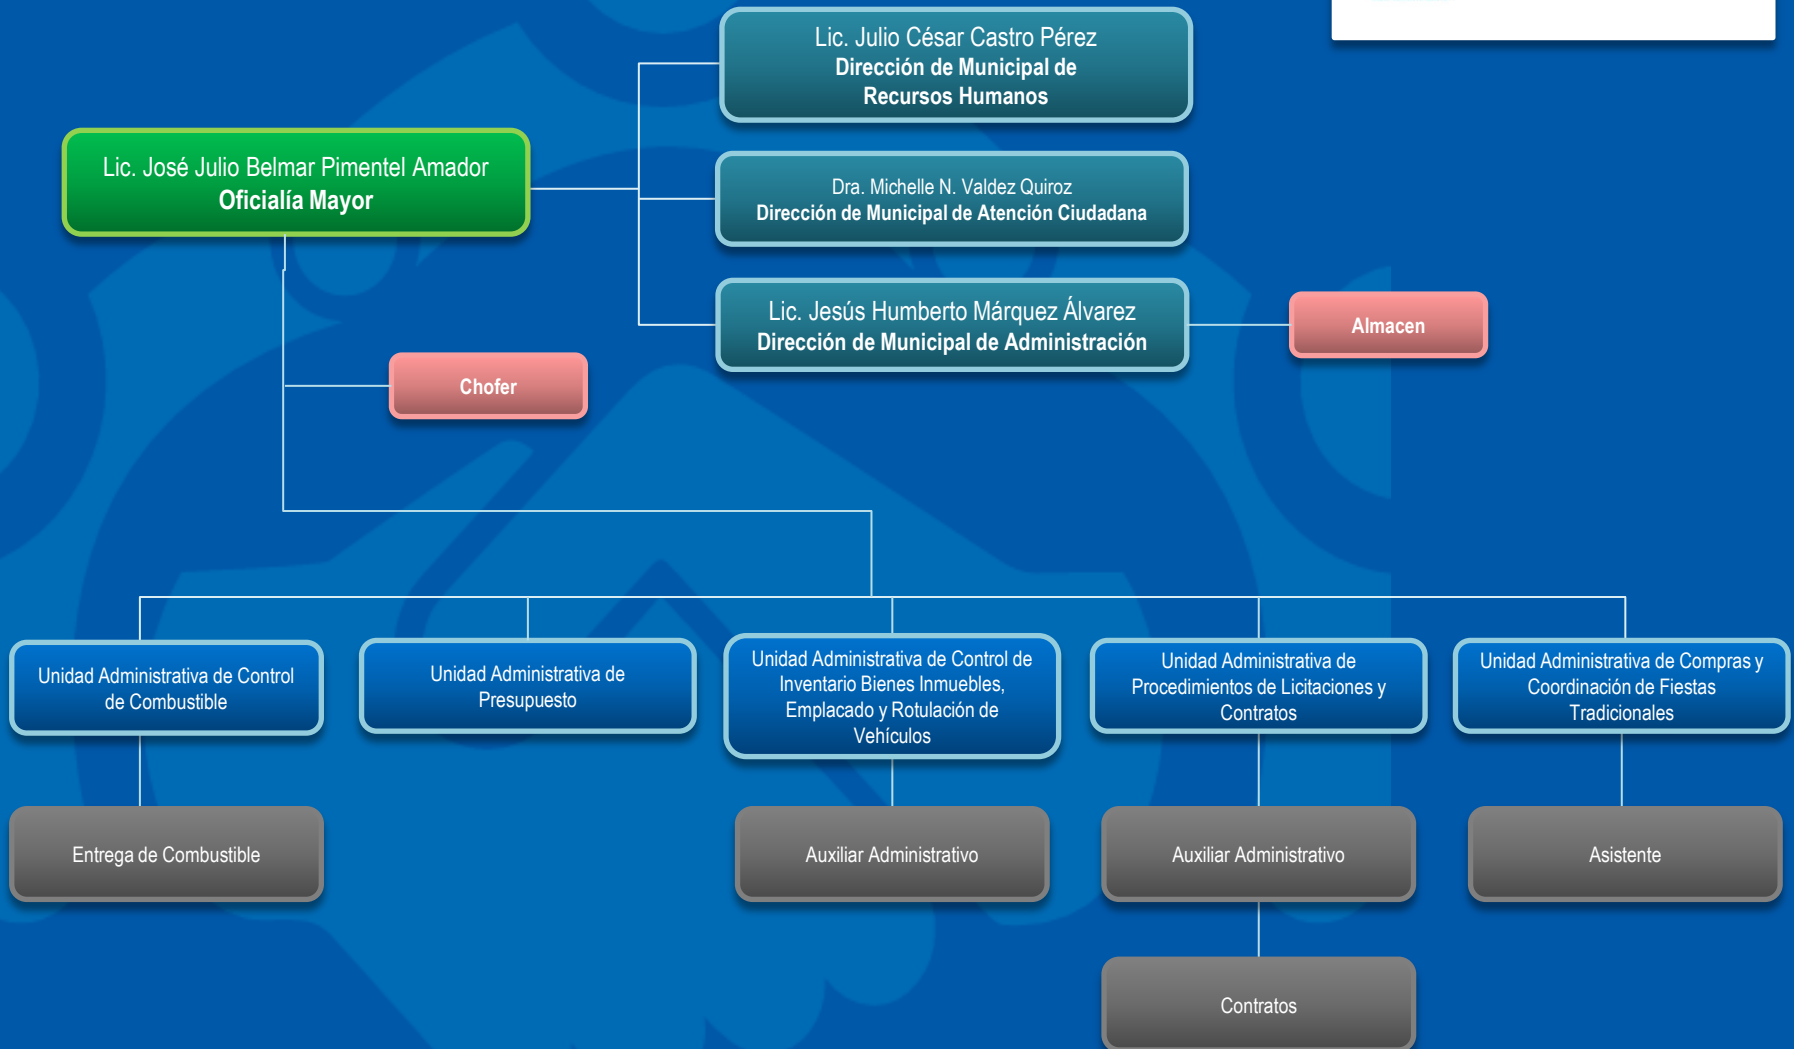 Lic. Julio César Castro Pérez
Dirección de Municipal de
Recursos Humanos
Lic. José Julio Belmar Pimentel Amador
Oficialía Mayor
Dra. Michelle N. Valdez Quiroz
Dirección de Municipal de Atención Ciudadana
Lic. Jesús Humberto Márquez Álvarez
Dirección de Municipal de Administración
Almacen
Chofer
Unidad Administrativa de Control
de Combustible
Unidad Administrativa de
Presupuesto
Unidad Administrativa de Control de
Inventario Bienes Inmuebles,
Emplacado y Rotulación de
Vehículos
Unidad Administrativa de
Procedimientos de Licitaciones y
Contratos
Unidad Administrativa de Compras y
Coordinación de Fiestas
Tradicionales
Entrega de Combustible
Auxiliar Administrativo
Auxiliar Administrativo
Asistente
Contratos